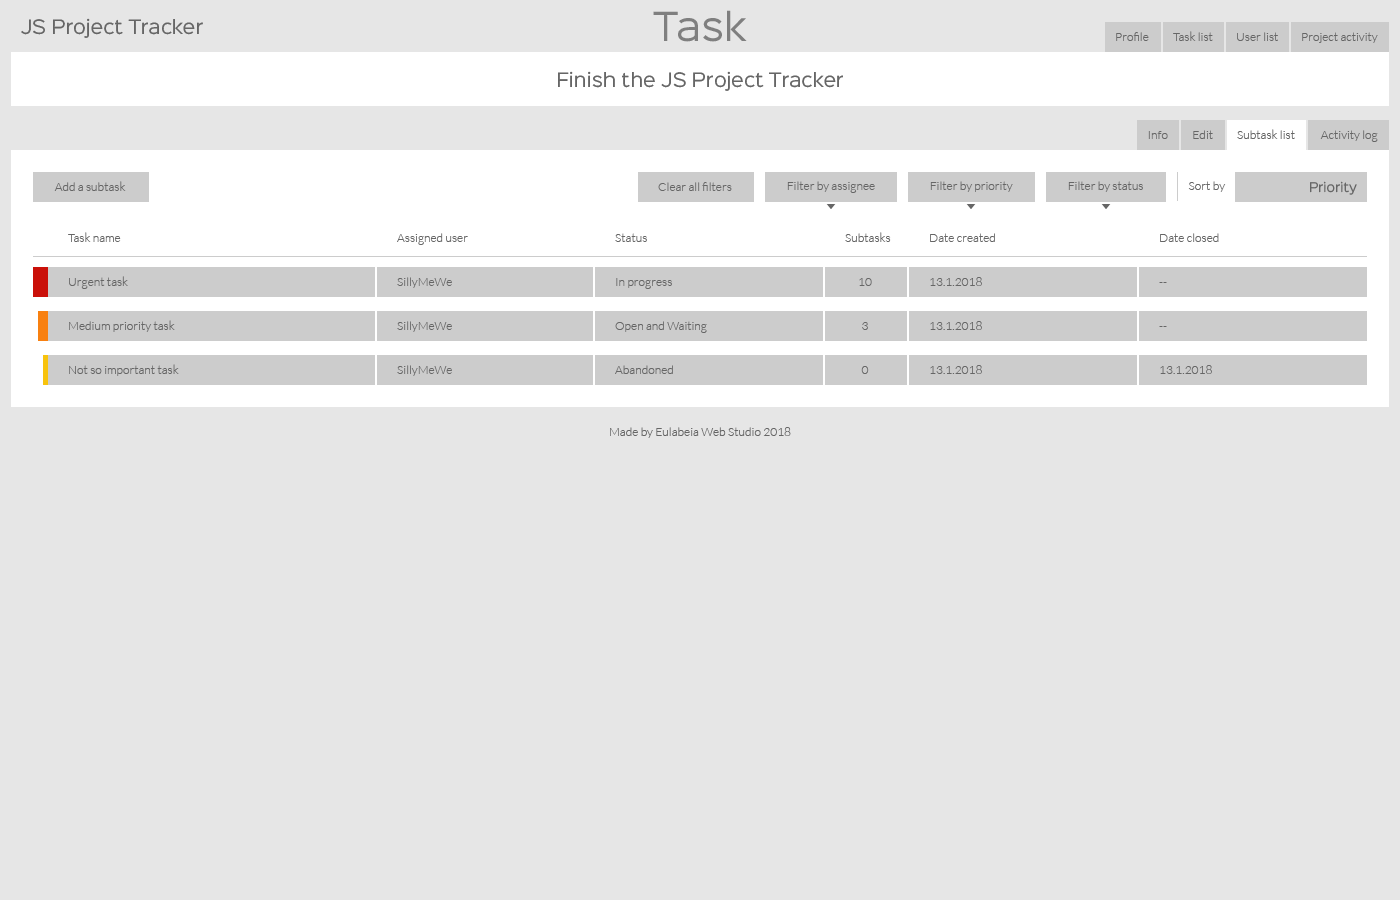 JS Project Tracker
Task
Profile Task list User list Project activity
Finish the JS Project Tracker
Info Edit Subtask list Activity log
Add a subtask Clear all filters Filter by assignee Filter by priority Filter by status Sort by Priority
Task name Assigned user Status Subtasks Date created Date closed
Urgent task SillyMeWe In progress 10 13.1.2018 --
Medium priority task SillyMeWe Open and Waiting 3 13.1.2018 --
Not so important task SillyMeWe Abandoned 0 13.1.2018 13.1.2018
Made by Eulabeia Web Studio 2018